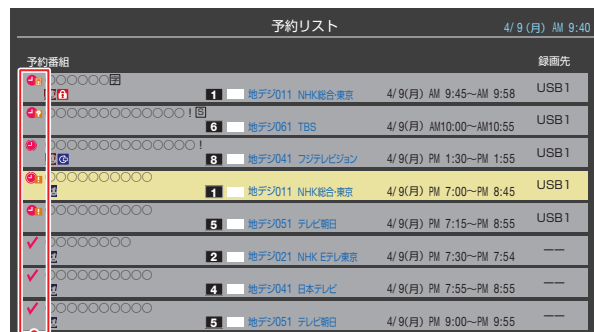 予約リスト
4/ 9 (月) AM 9:40
予約番組
録画先
○○○○○○字
1 地デジ011 NHK総合・東京 4/ 9(月) AM 9:45〜AM 9:58 USB1
○○○○○○○○○○○○○!S
6 地デジ061 TBS 4/ 9(月) AM10:00〜AM10:55 USB1
○○○○○○○○○○○○○○!
8 地デジ041 フジテレビジョン 4/ 9(月) PM 1:30〜PM 1:55 USB1
○○○○○○○○○○
1 地デジ011 NHK総合・東京 4/ 9(月) PM 7:00〜PM 8:45 USB1
○○○○○○○○○○
5 地デジ051 テレビ朝日 4/ 9(月) PM 7:15〜PM 8:55 USB1
○○○○○○○○
2 地デジ021 NHK Eテレ東京 4/ 9(月) PM 7:30〜PM 7:54 ーー
○○○○○○○○○○
4 地デジ041 日本テレビ 4/ 9(月) PM 7:55〜PM 8:55 ーー
○○○○○○○○○○
5 地デジ051 テレビ朝日 4/ 9(月) PM 9:00〜PM 9:55 ーー